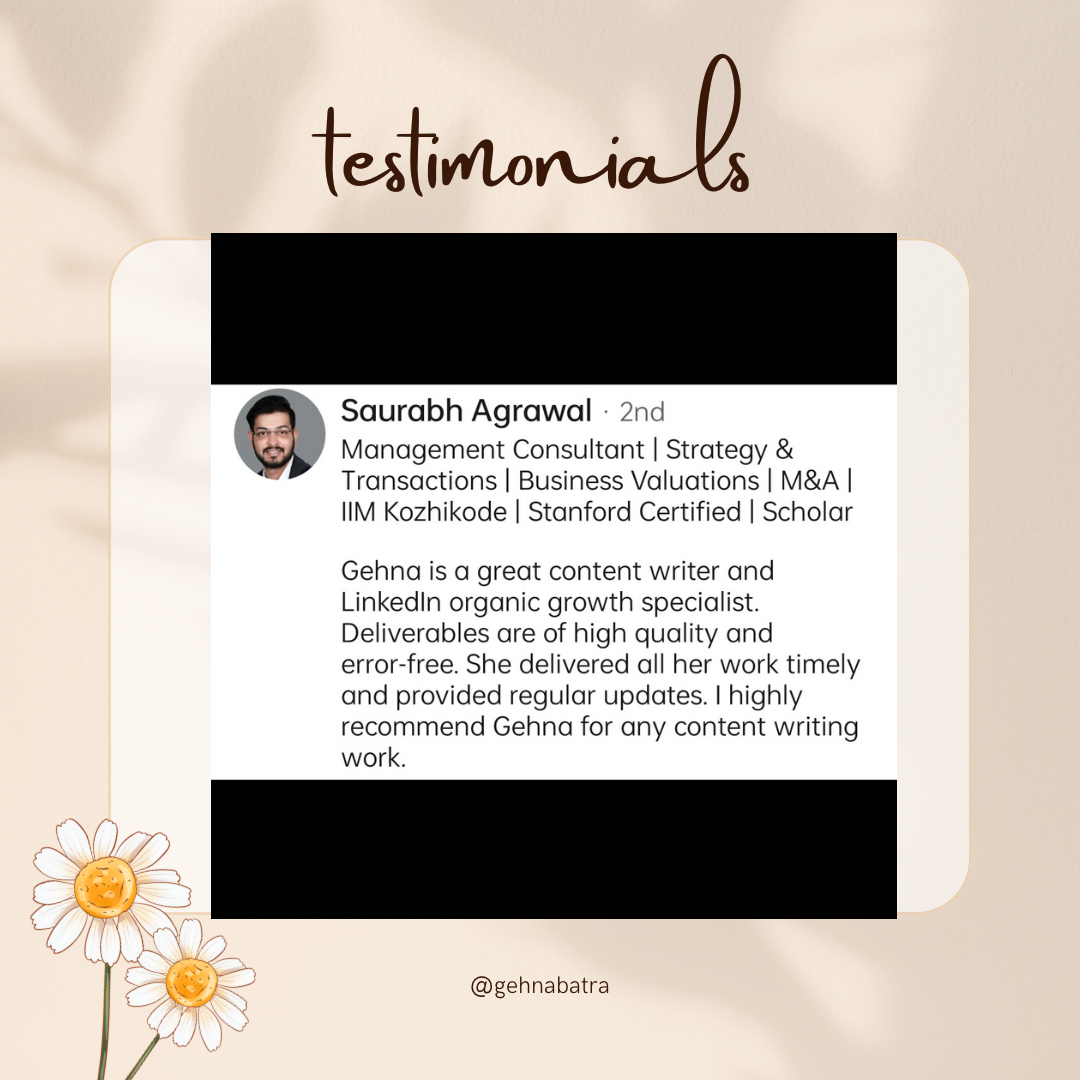 testimonials
Saurabh Agrawal · 2nd
Management Consultant | Strategy &
Transactions | Business Valuations | M&A |
IIM Kozhikode | Stanford Certified | Scholar
Gehna is a great content writer and
LinkedIn organic growth specialist.
Deliverables are of high quality and
error-free. She delivered all her work timely
and provided regular updates. I highly
recommend Gehna for any content writing
work.
@gehnabatra